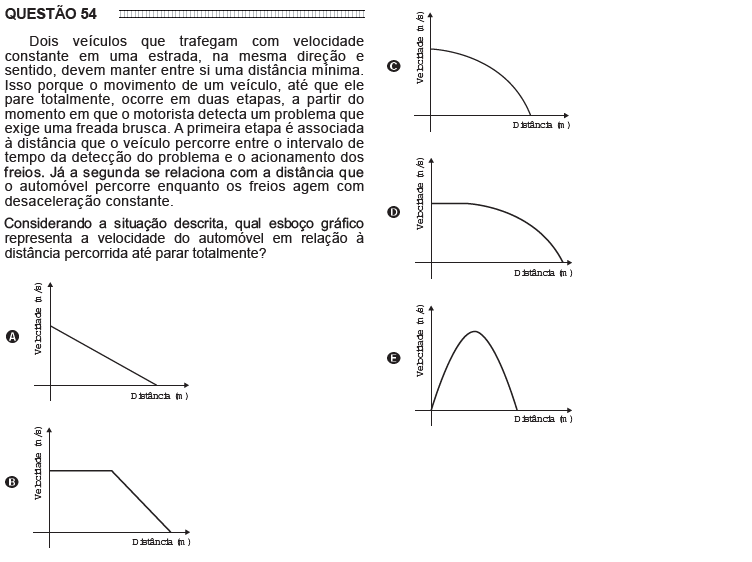 QUESTÃO 54
Dois veículos que trafegam com velocidade
constante em uma estrada, na mesma direção e
sentido, devem manter entre si uma distância mínima.
Isso porque o movimento de um veículo, até que ele
pare totalmente, ocorre em duas etapas, a partir do
momento em que o motorista detecta um problema que
exige uma freada brusca. A primeira etapa é associada
à distância que o veículo percorre entre o intervalo de
tempo da detecção do problema e o acionamento dos
freios. Já a segunda se relaciona com a distância que
o automóvel percorre enquanto os freios agem com
desaceleração constante.
Considerando a situação descrita, qual esboço gráfico
representa a velocidade do automóvel em relação à
distância percorrida até parar totalmente?
A
Velocidade (m/s)
Distância (m)
B
Velocidade (m/s)
Distância (m)
C
Velocidade (m/s)
Distância (m)
D
Velocidade (m/s)
Distância (m)
E
Velocidade (m/s)
Distância (m)